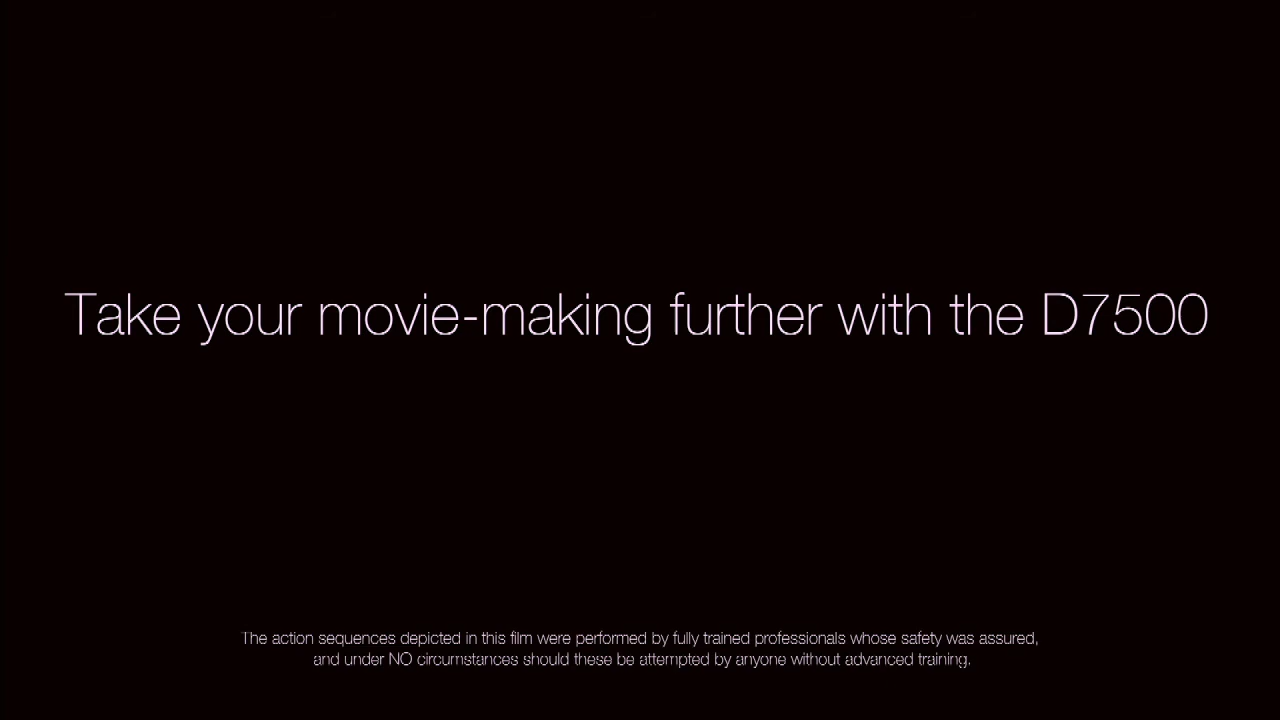 Take your movie-making further with the D7500
The action sequences depicted in this film were performed by fully trained professionals whose safety was assured,
and under NO circumstances should these be attempted by anyone without advanced training.